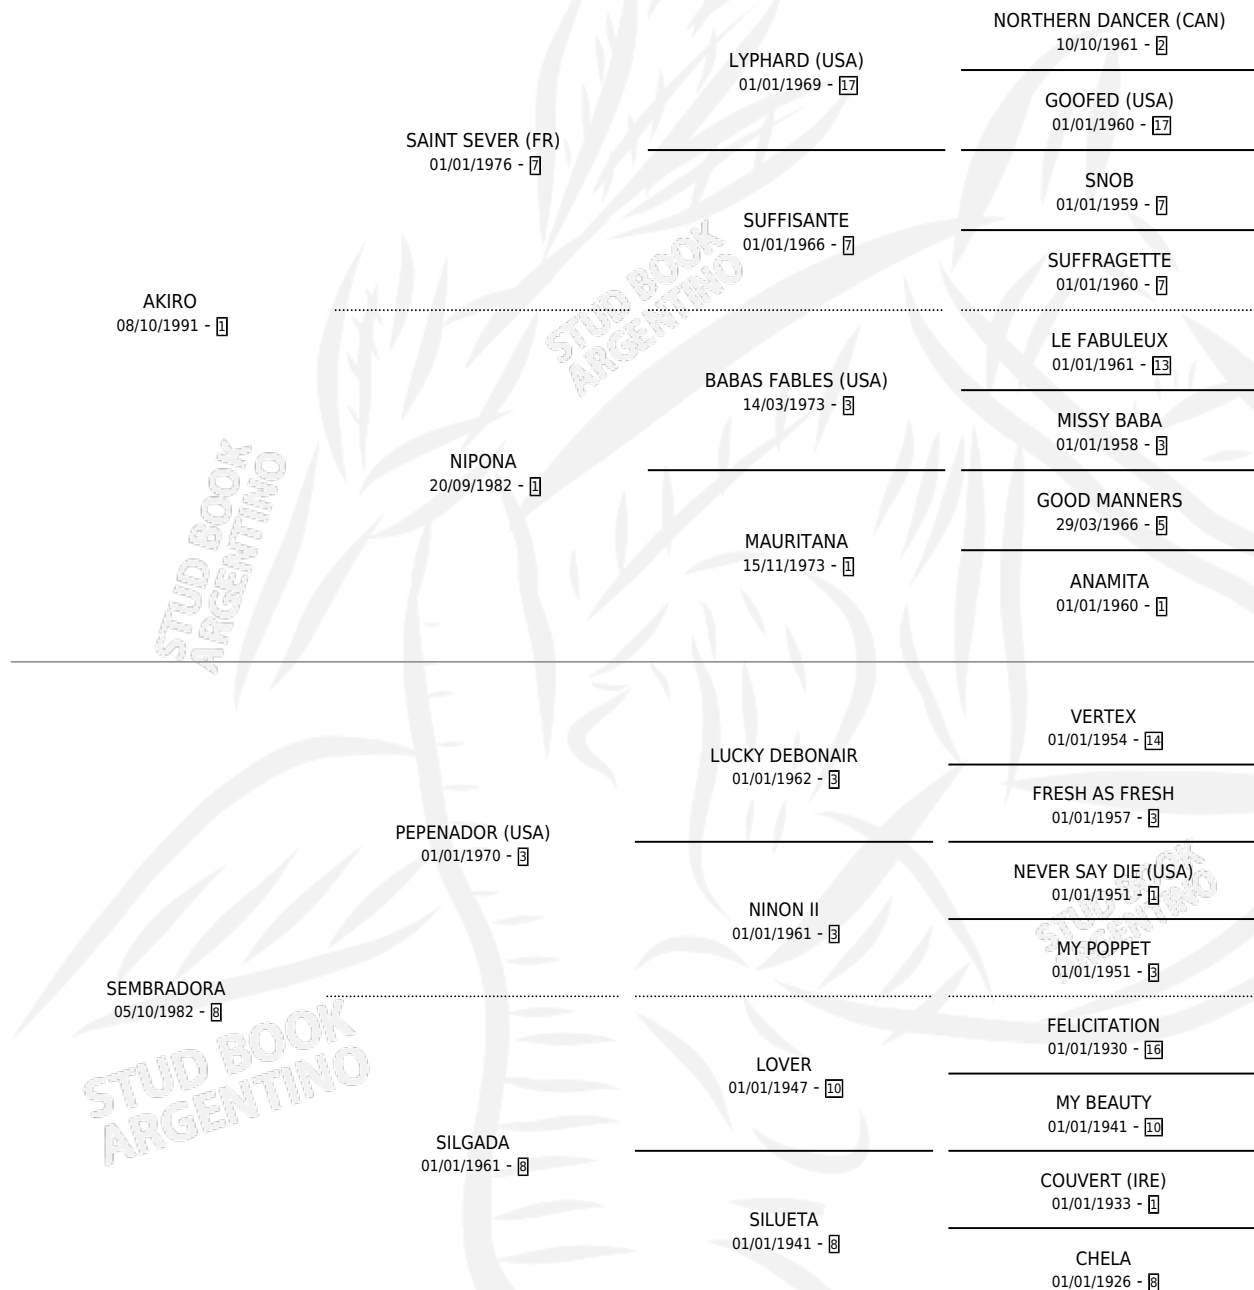 NORTHERN DANCER (CAN)
10/10/1961 - 2
LYPHARD (USA)
01/01/1969 - 17
GOOFED (USA)
01/01/1960 - 17
SAINT SEVER (FR)
01/01/1976 - 7
SNOB
01/01/1959 - 7
SUFFISANTE
01/01/1966 - 7
SUFFRAGETTE
01/01/1960 - 7
AKIRO
08/10/1991 - 1
LE FABULEUX
01/01/1961 - 13
BABAS FABLES (USA)
14/03/1973 - 3
MISSY BABA
01/01/1958 - 3
NIPONA
20/09/1982 - 1
GOOD MANNERS
29/03/1966 - 5
MAURITANA
15/11/1973 - 1
ANAMITA
01/01/1960 - 1
VERTEX
01/01/1954 - 14
LUCKY DEBONAIR
01/01/1962 - 3
FRESH AS FRESH
01/01/1957 - 3
PEPENADOR (USA)
01/01/1970 - 3
NEVER SAY DIE (USA)
01/01/1951 - 1
NINON II
01/01/1961 - 3
MY POPPET
01/01/1951 - 3
SEMBRADORA
05/10/1982 - 8
FELICITATION
01/01/1930 - 16
LOVER
01/01/1947 - 10
MY BEAUTY
01/01/1941 - 10
SILGADA
01/01/1961 - 8
COUVERT (IRE)
01/01/1933 - 1
SILUETA
01/01/1941 - 8
CHELA
01/01/1926 - 8
STUD BOOK
ARGENTINO
STUD BOOK
ARGENTINO
STUD BOOK
ARGENTINO
STUD BOOK
ARGENTINO